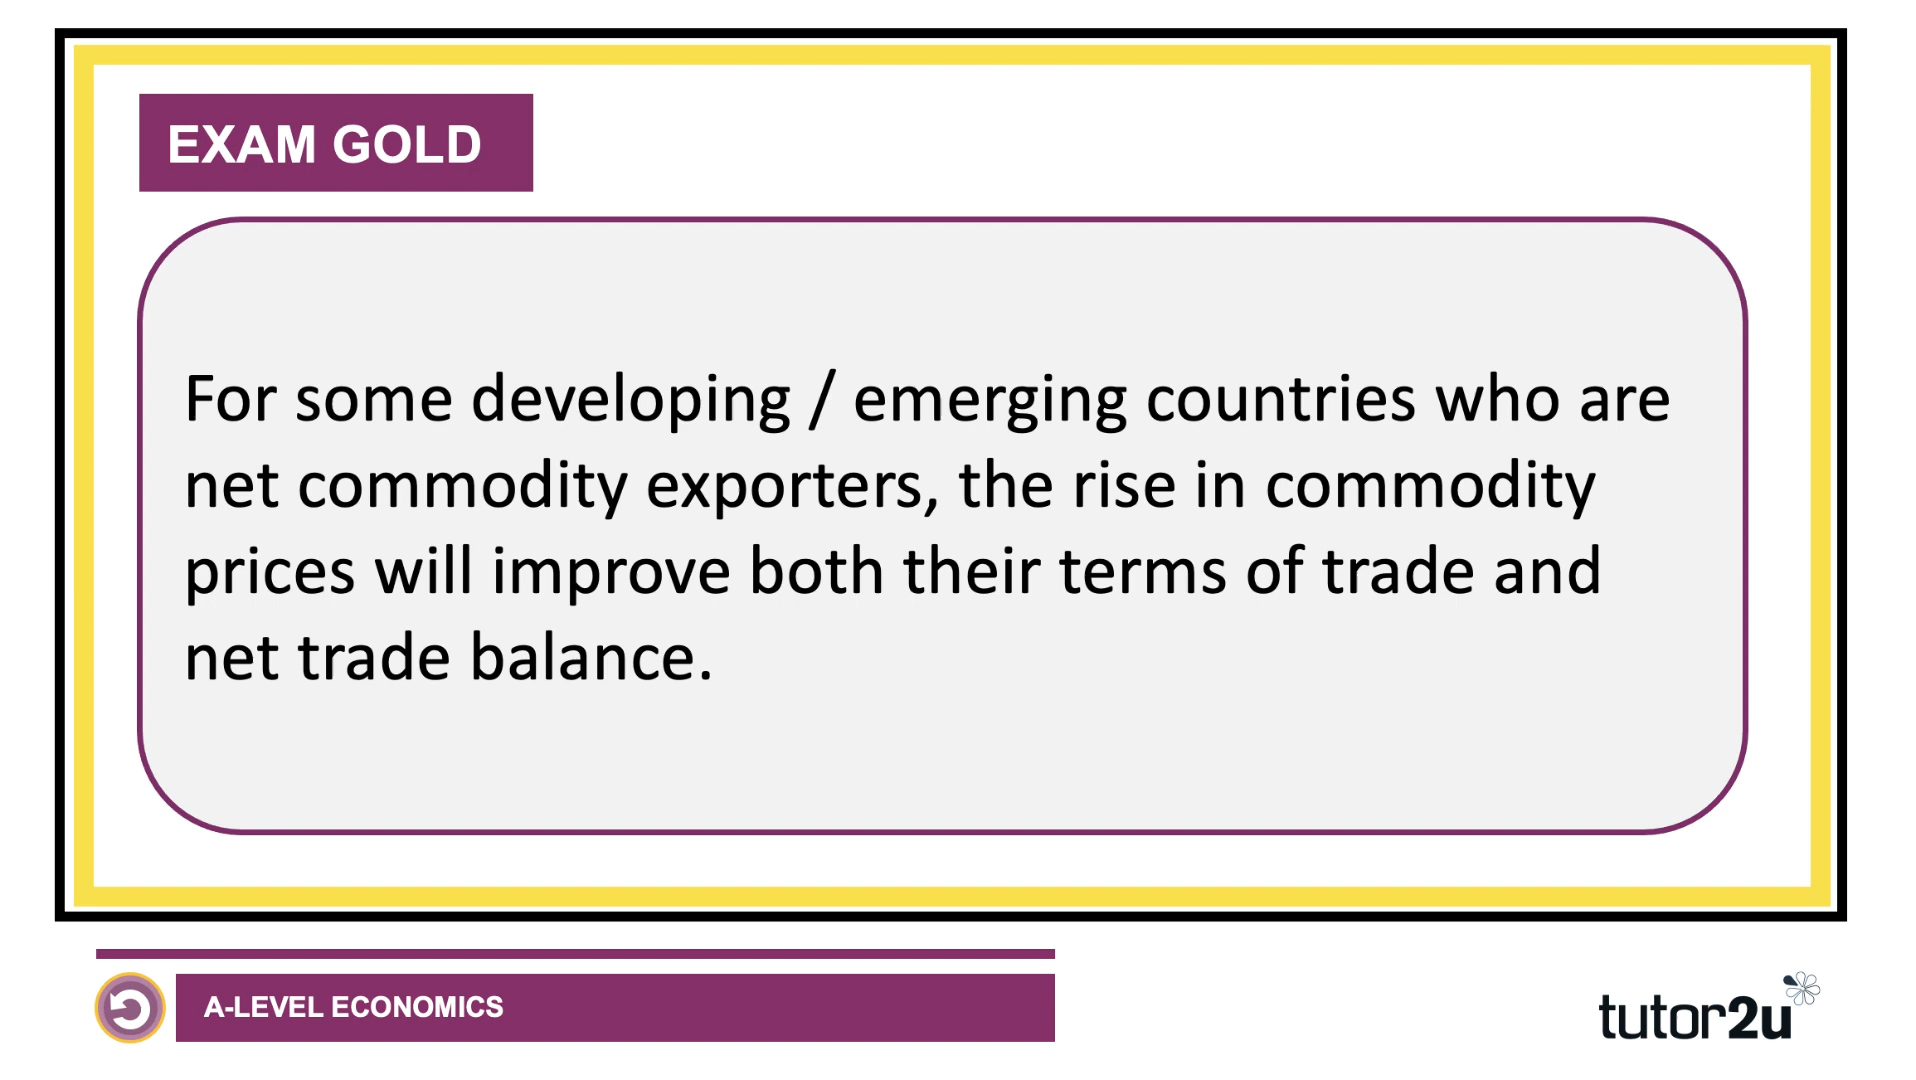 EXAM GOLD
For some developing / emerging countries who are
net commodity exporters, the rise in commodity
prices will improve both their terms of trade and
net trade balance.
A-LEVEL ECONOMICS
tutor2u